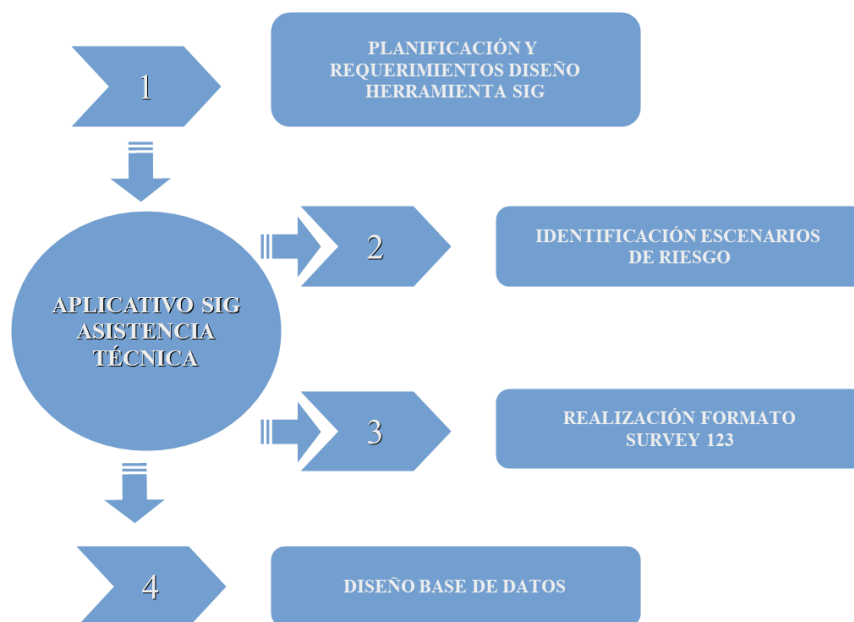 1
PLANIFICACIÓN Y
REQUERIMIENTOS DISEÑO
HERRAMIENTA SIG
2
IDENTIFICACIÓN ESCENARIOS
DE RIESGO
APLICATIVO SIG
ASISTENCIA
TÉCNICA
3
REALIZACIÓN FORMATO
SURVEY 123
4
DISEÑO BASE DE DATOS